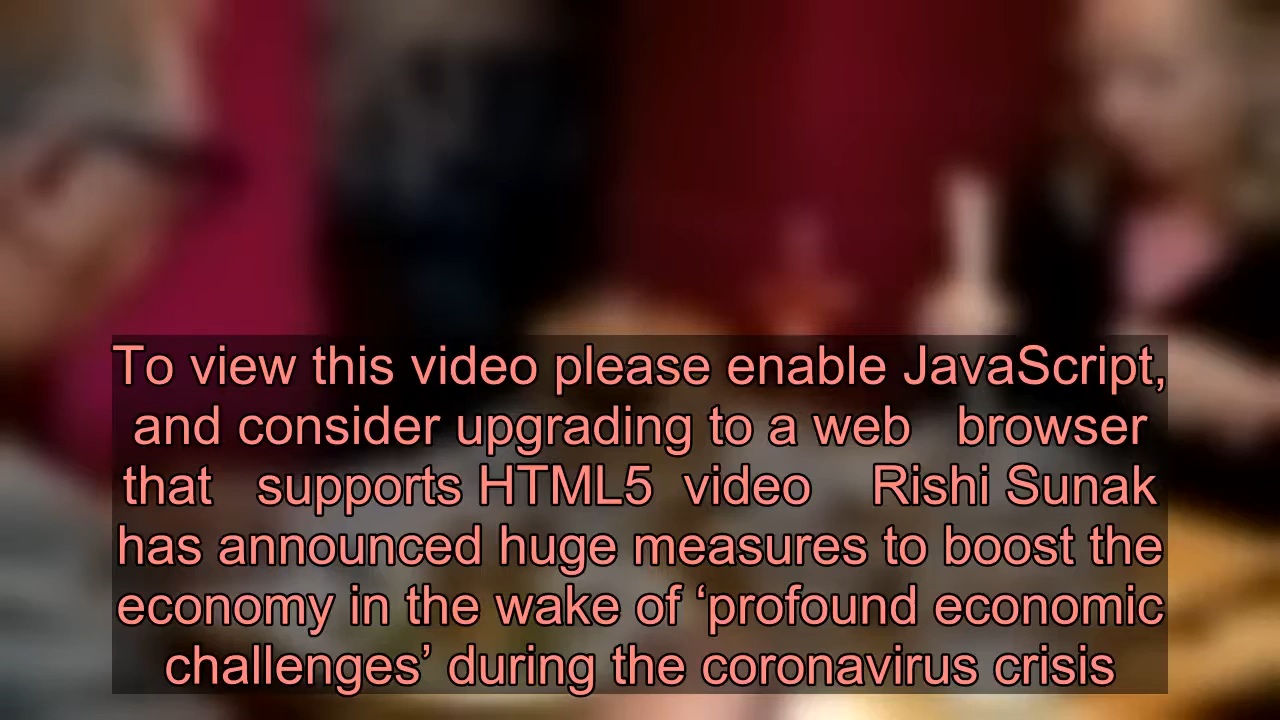 To view this video please enable JavaScript,
and consider upgrading to a web browser
that supports HTML5 video Rishi Sunak
has announced huge measures to boost the
economy in the wake of ‘profound economic
challenges’ during the coronavirus crisis